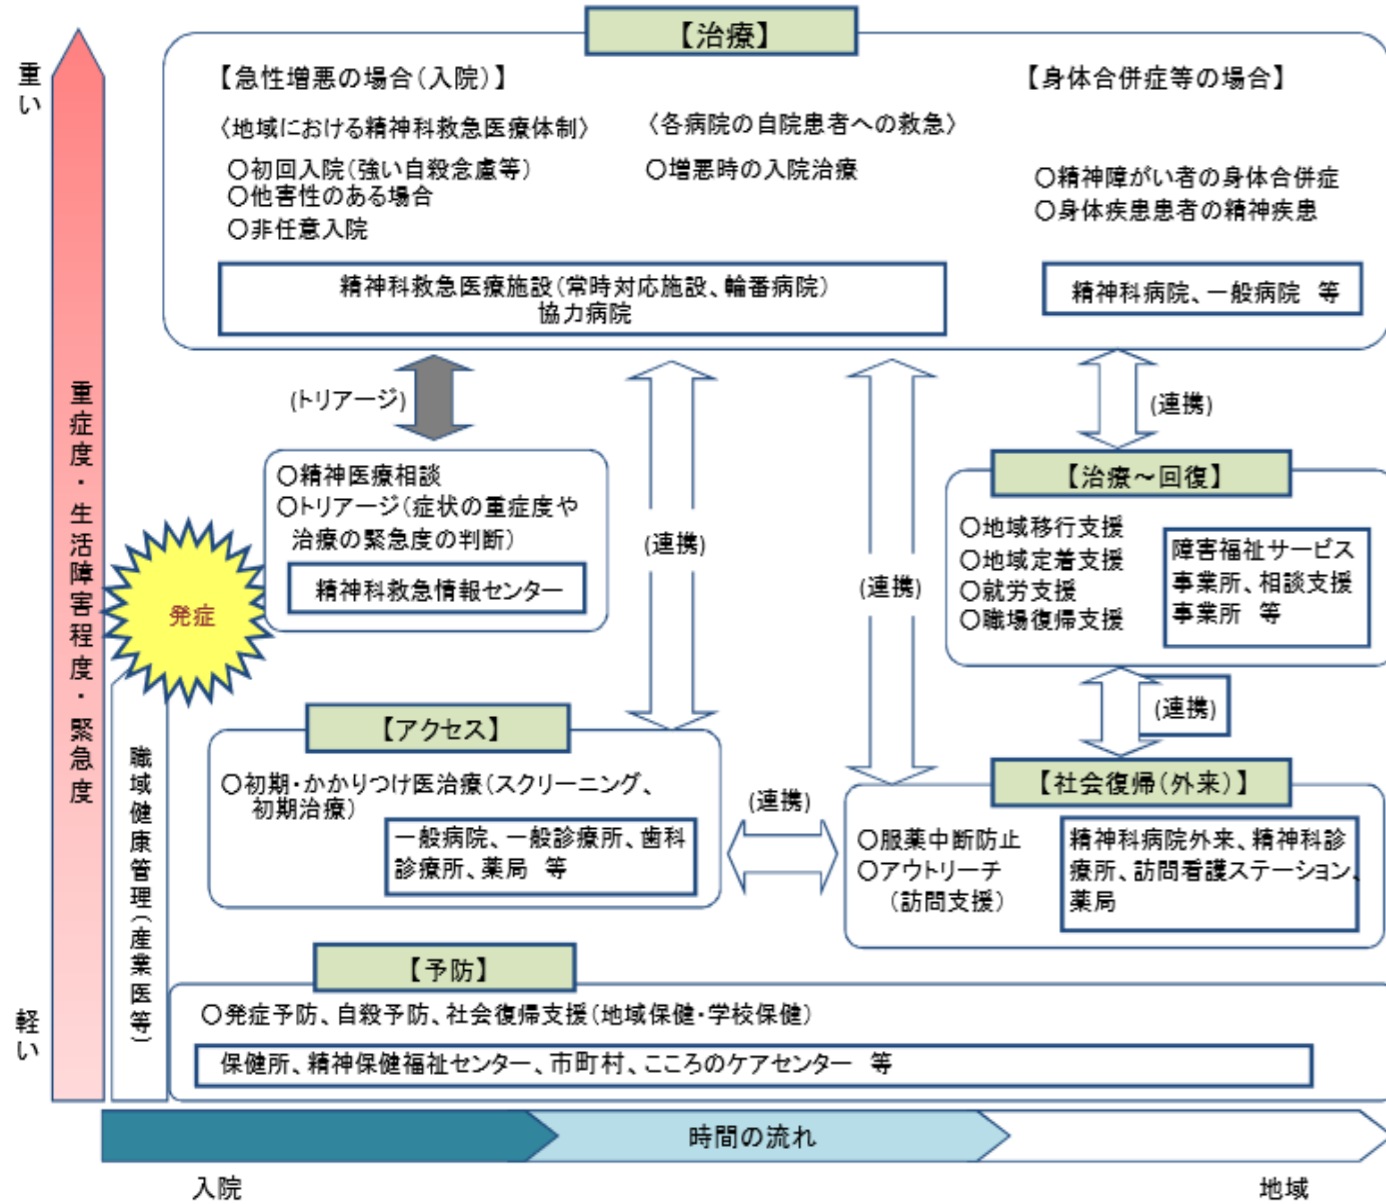 【治療】
重い
【急性増悪の場合(入院)】
【身体合併症等の場合】
〈地域における精神科救急医療体制〉
〈各病院の自院患者への救急〉
○初回入院(強い自殺念慮等)
○他害性のある場合
○非任意入院
○増悪時の入院治療
○精神障がい者の身体合併症
○身体疾患患者の精神疾患
精神科救急医療施設(常時対応施設、輪番病院)
協力病院
精神科病院、一般病院 等
重症度・生活障害程度・緊急度
(トリアージ)
(連携)
(連携)
(連携)
○精神医療相談
○トリアージ(症状の重症度や
治療の緊急度の判断)
精神科救急情報センター
発症
【治療～回復】
○地域移行支援
○地域定着支援
○就労支援
○職場復帰支援
障害福祉サービス
事業所、相談支援
事業所 等
(連携)
職域健康管理(産業医等)
【アクセス】
○初期・かかりつけ医治療(スクリーニング、
初期治療)
一般病院、一般診療所、歯科
診療所、薬局 等
(連携)
【社会復帰(外来)】
○服薬中断防止
○アウトリーチ
(訪問支援)
精神科病院外来、精神科診
療所、訪問看護ステーション、
薬局
【予防】
○発症予防、自殺予防、社会復帰支援(地域保健・学校保健)
保健所、精神保健福祉センター、市町村、こころのケアセンター 等
軽い
時間の流れ
入院
地域